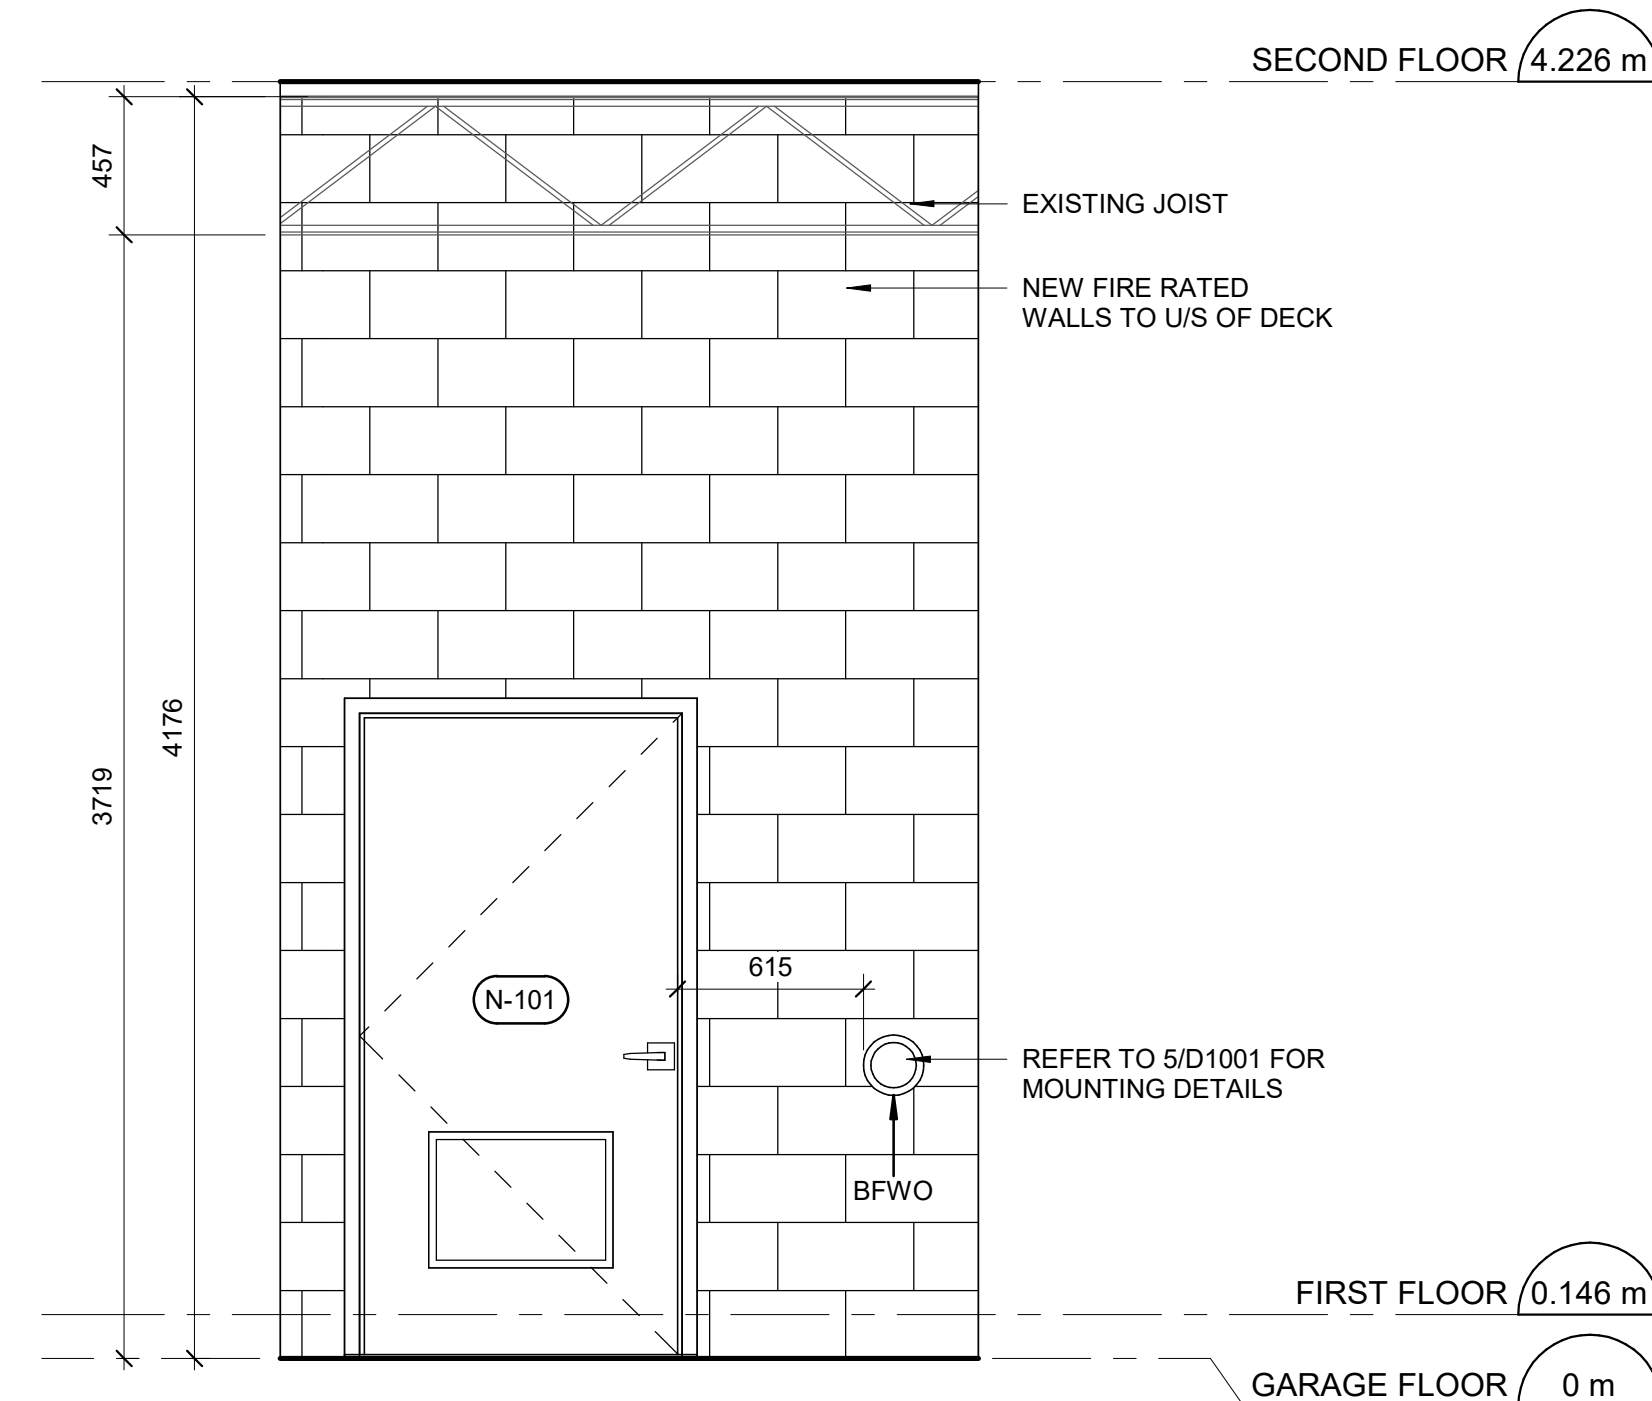 SECOND FLOOR 4.226 m
457
EXISTING JOIST
NEW FIRE RATED
WALLS TO U/S OF DECK
4176
3719
615
N-101
REFER TO 5/D1001 FOR
MOUNTING DETAILS
BFWO
FIRST FLOOR 0.146 m
GARAGE FLOOR 0 m